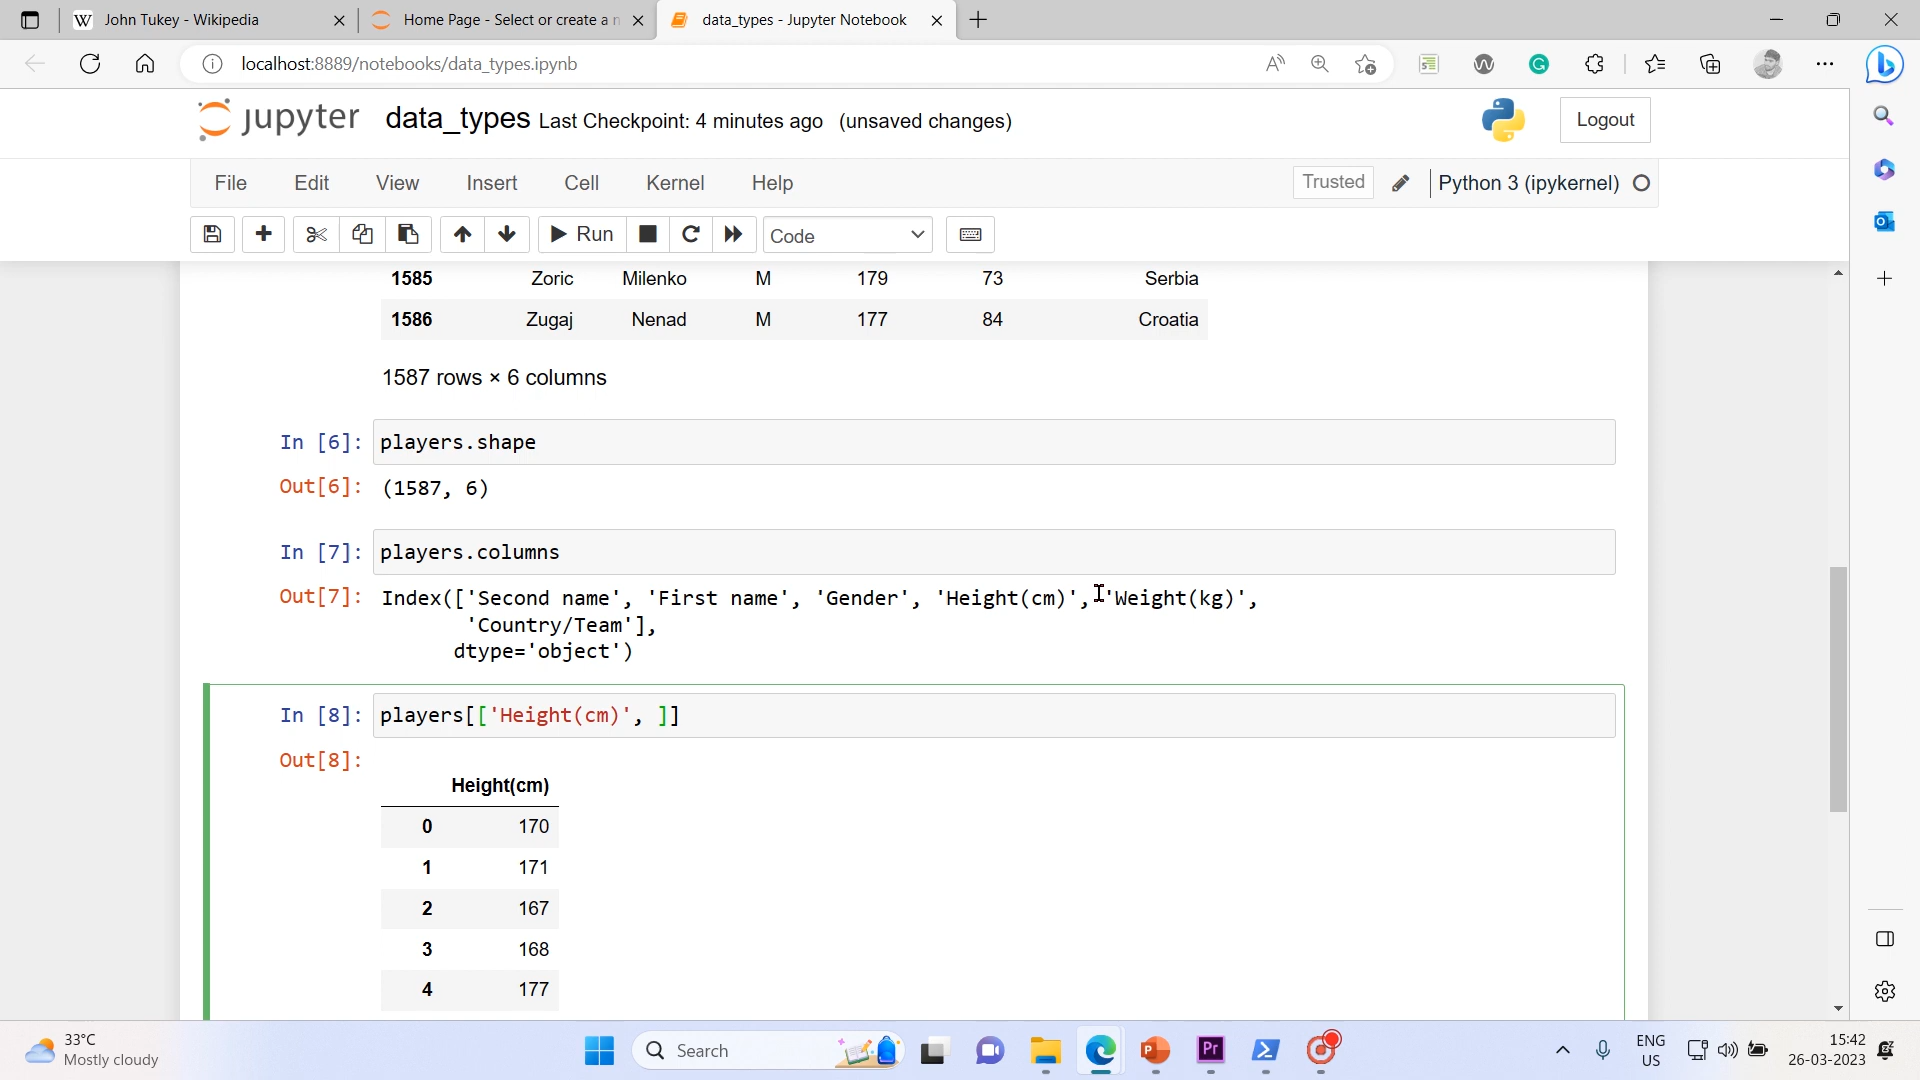 John Tukey - Wikipedia
Home Page - Select or create a n
data_types - Jupyter Notebook
localhost:8889/notebooks/data_types.ipynb
jupyter data_types Last Checkpoint: 4 minutes ago (unsaved changes)
Logout
File Edit View Insert Cell Kernel Help
Trusted Python 3 (ipykernel)
Run Code
1585 Zoric Milenko M 179 73 Serbia
1586 Zugaj Nenad M 177 84 Croatia
1587 rows × 6 columns
In [6]: players.shape
Out[6]: (1587, 6)
In [7]: players.columns
Out[7]: Index(['Second name', 'First name', 'Gender', 'Height(cm)', 'Weight(kg)',
'Country/Team'],
dtype='object')
In [8]: players[['Height(cm)', ]]
Out[8]:
Height(cm)
0 170
1 171
2 167
3 168
4 177
33°C
Mostly cloudy
Search
Pr
ENG
US
15:42
26-03-2023